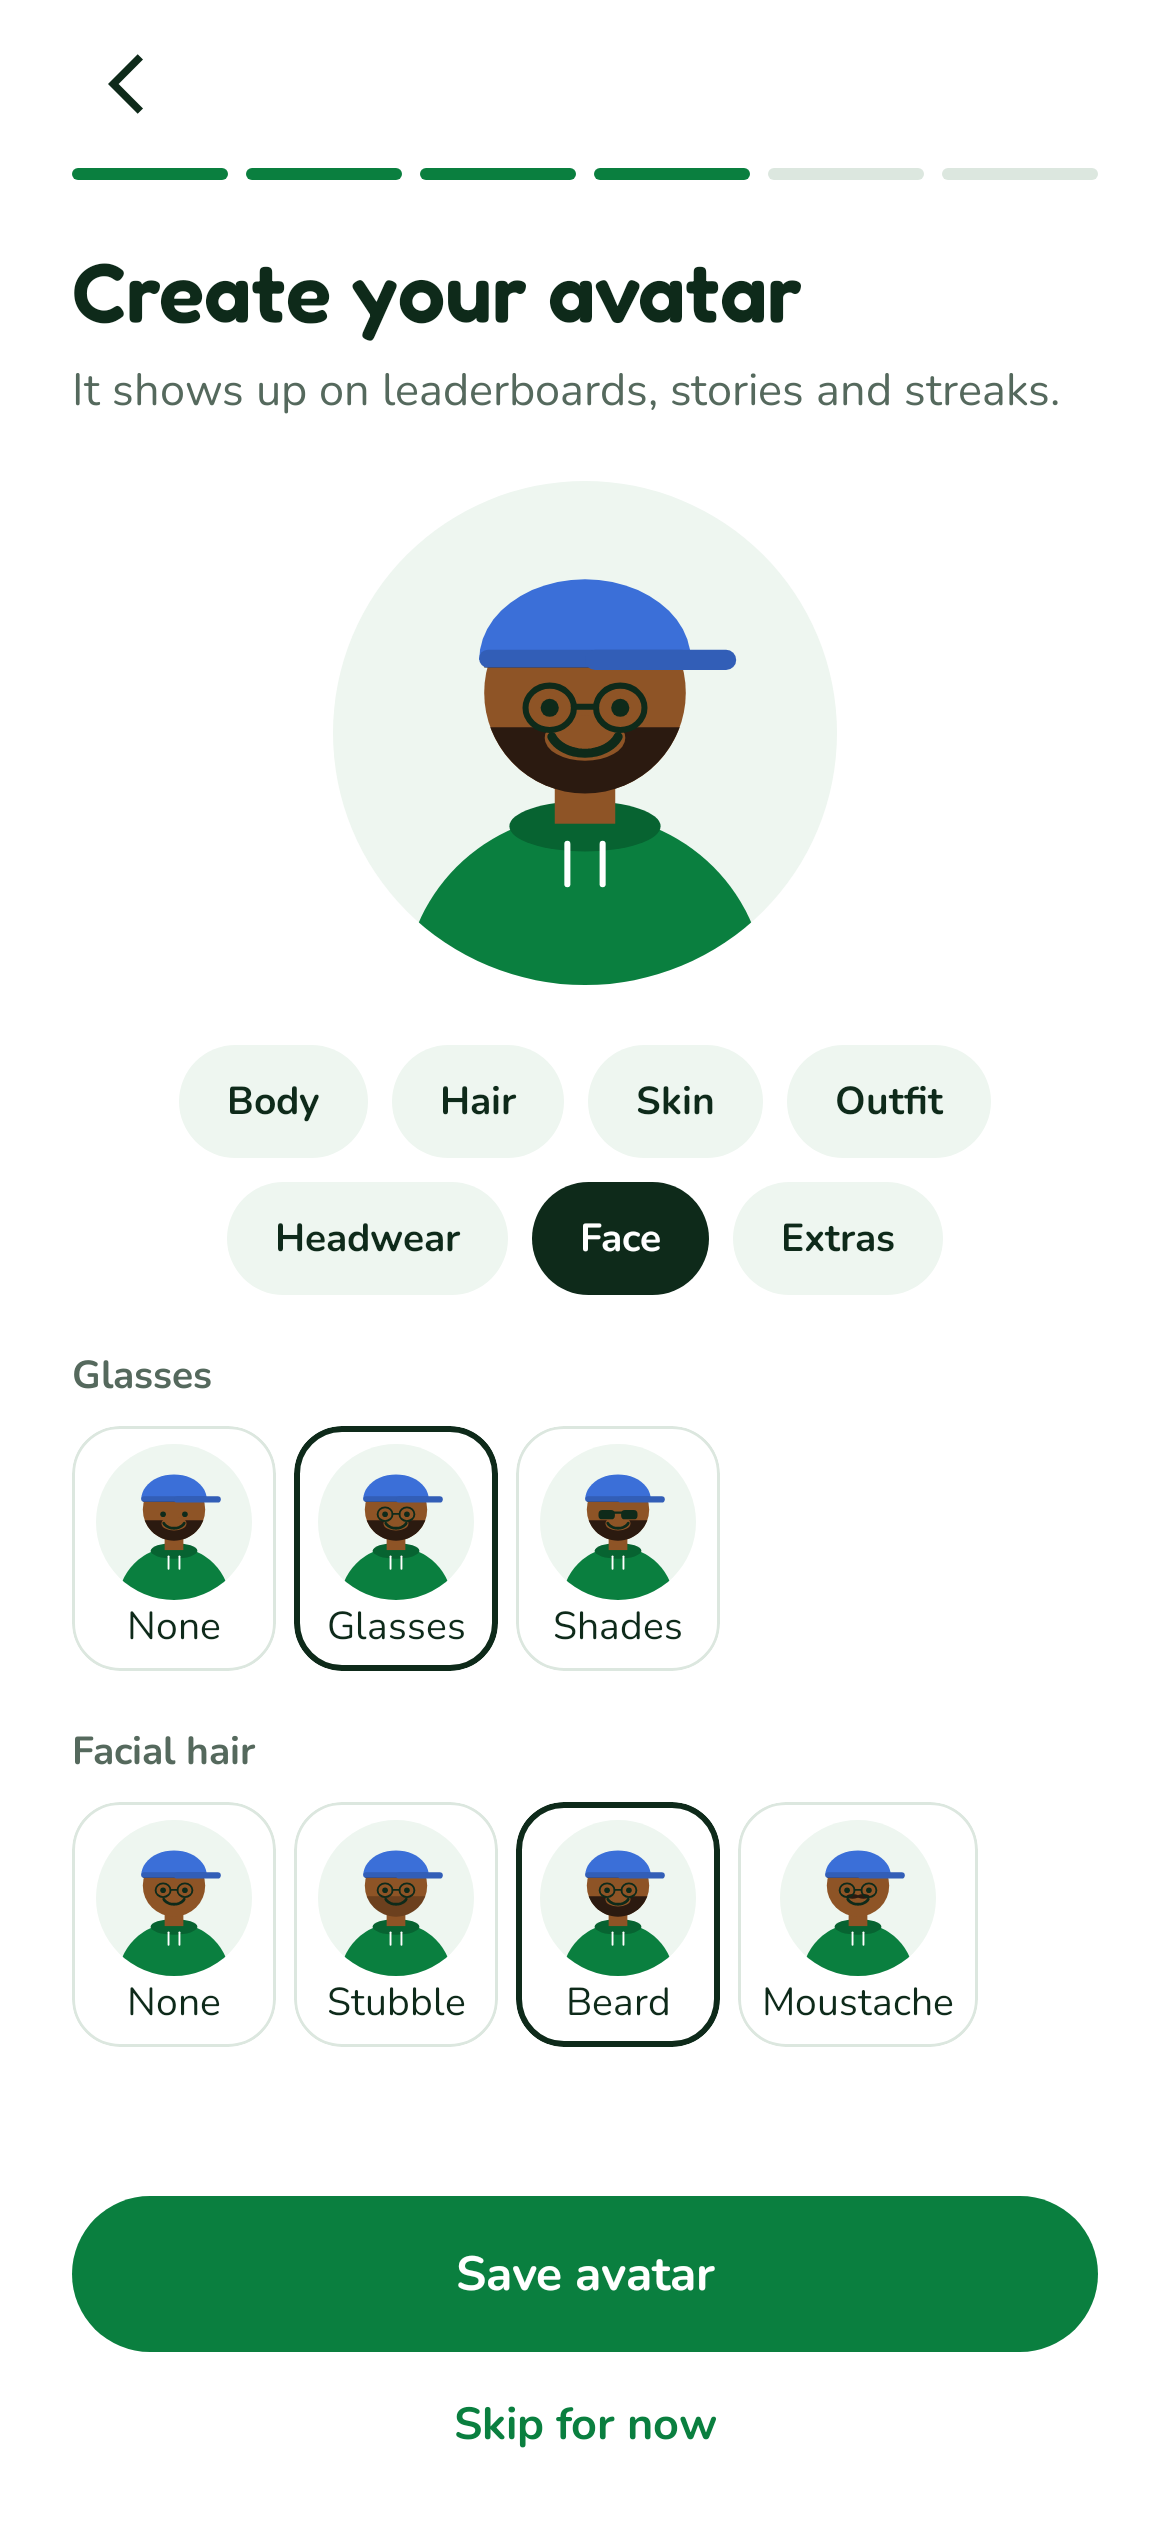 Create your avatar
It shows up on leaderboards, stories and streaks.
Body Hair Skin Outfit
Headwear Face Extras
Glasses
None Glasses Shades
Facial hair
None Stubble Beard Moustache
Save avatar
Skip for now